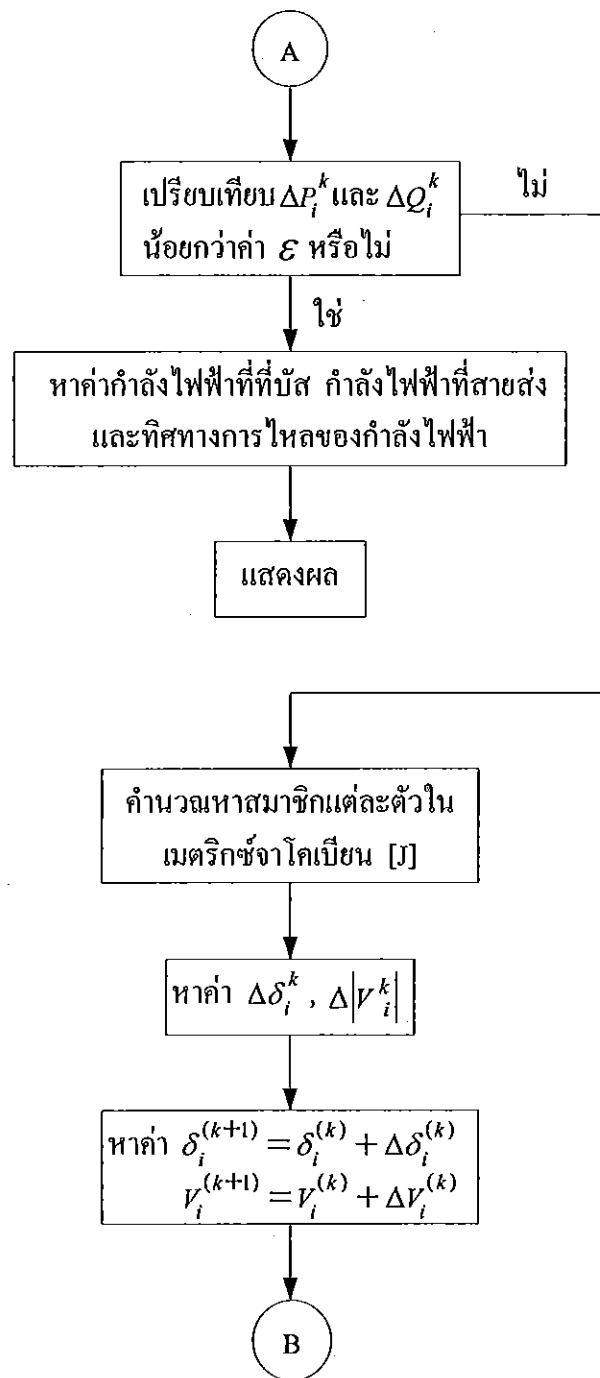 A
เปรียบเทียบ ΔP_i^k และ ΔQ_i^k
ไม่
น้อยกว่าค่า ε หรือไม่
ใช่
หาค่ากำลังไฟฟ้าที่ที่บัส กำลังไฟฟ้าที่สายส่ง
และทิศทางการไหลของกำลังไฟฟ้า
แสดงผล
คำนวณหาสมาชิกแต่ละตัวใน
เมตริกซ์จาโคเบียน [J]
หาค่า Δδ_i^k , Δ|V_i^k|
หาค่า δ_i^(k+1) = δ_i^(k) + Δδ_i^(k)
V_i^(k+1) = V_i^(k) + ΔV_i^(k)
B